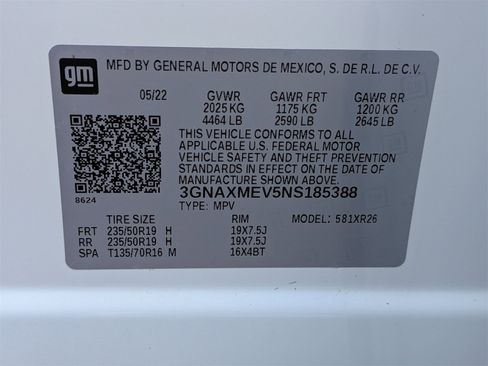 gm MFD BY GENERAL MOTORS DE MEXICO, S. DE R.L. DE C.V.
05/22 GVWR GAWR FRT GAWR RR
2025 KG 1175 KG 1200 KG
4464 LB 2590 LB 2645 LB
THIS VEHICLE CONFORMS TO ALL
APPLICABLE U.S. FEDERAL MOTOR
VEHICLE SAFETY AND THEFT PREVENTION
STANDARDS IN EFFECT ON THE DATE OF
MANUFACTURE SHOWN ABOVE.
8624 3GNAXMEV5NS185388
TYPE: MPV
TIRE SIZE RIM MODEL: 581XR26
FRT 235/50R19 H 19X7.5J
RR 235/50R19 H 19X7.5J
SPA T135/70R16 M 16X4BT